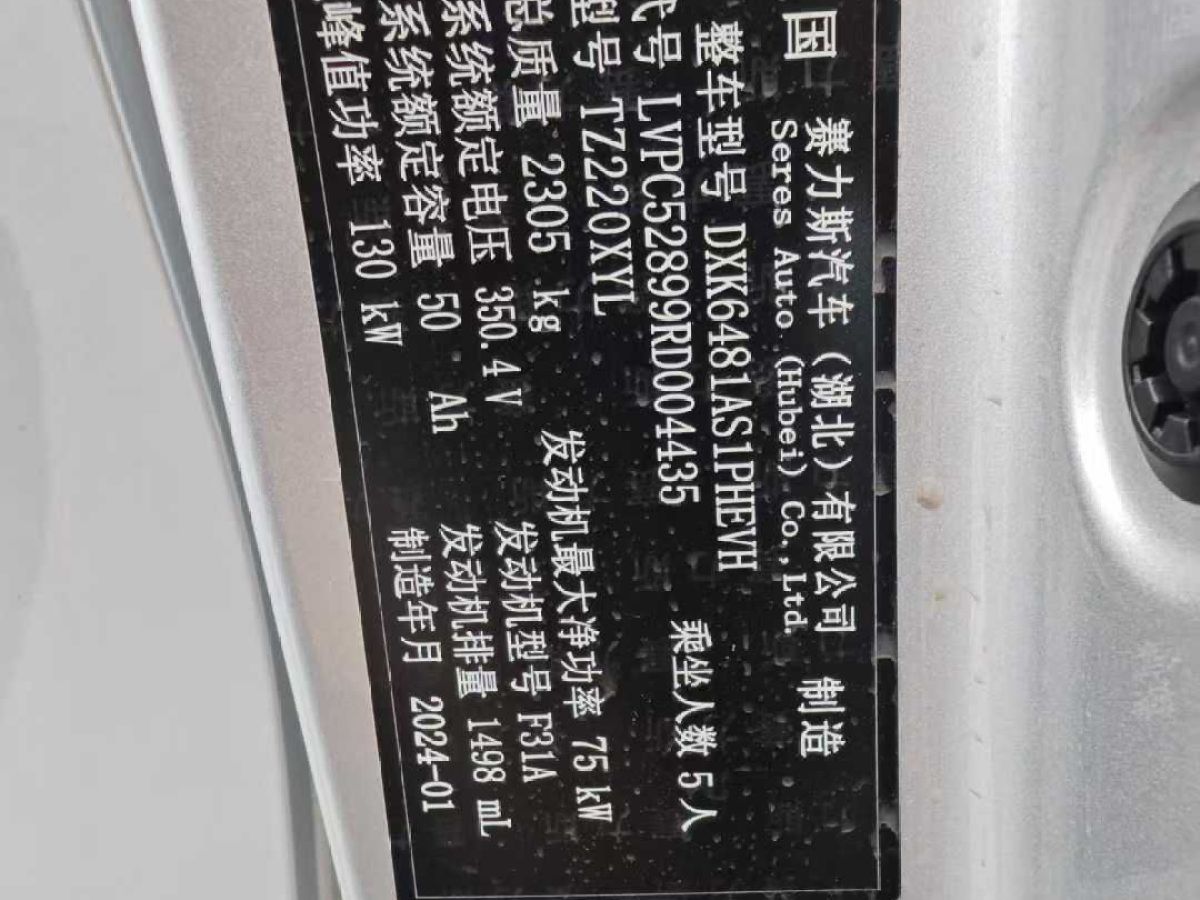 国 赛力斯汽车（湖北）有限公司 制造
Seres Auto (Hubei) Co.,Ltd.
整车型号 DXK6481AS1PHEVH
号 LVPC52899RD004435 乘坐人数 5人
型号 TZ220XYL
总质量 2305 kg 发动机最大净功率 75 kW
系统额定电压 350.4 V 发动机型号 F31A
系统额定容量 50 Ah 发动机排量 1498 mL
峰值功率 130 kW 制造年月 2024-01